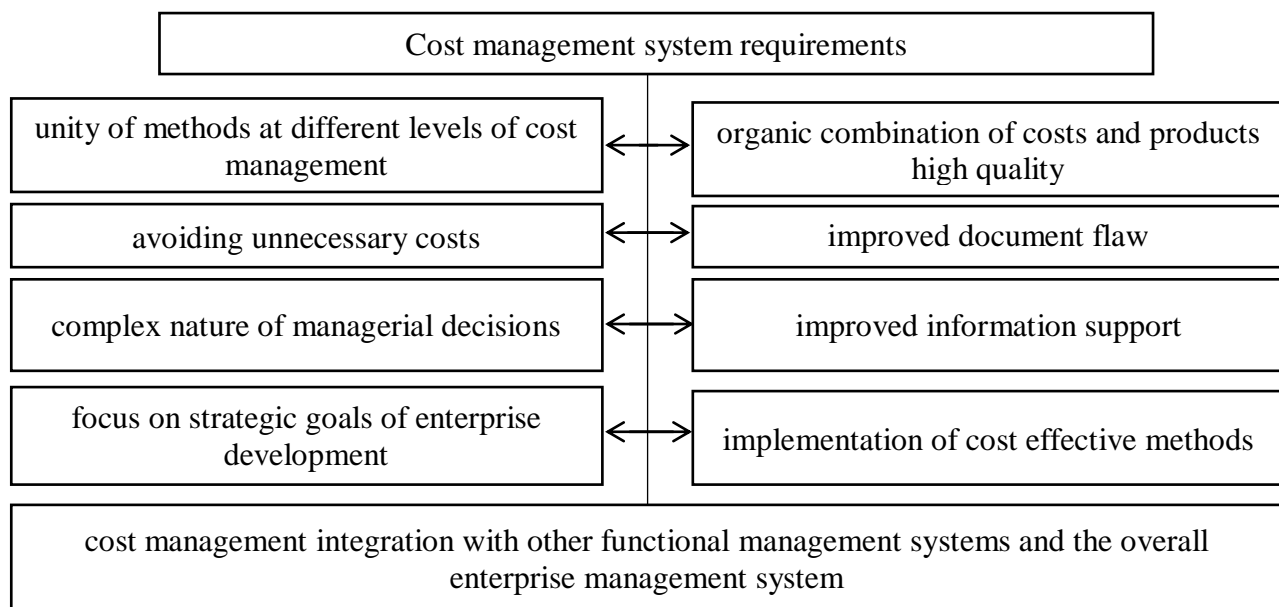 Cost management system requirements
unity of methods at different levels of cost
management
organic combination of costs and products
high quality
avoiding unnecessary costs
improved document flaw
complex nature of managerial decisions
improved information support
focus on strategic goals of enterprise
development
implementation of cost effective methods
cost management integration with other functional management systems and the overall
enterprise management system